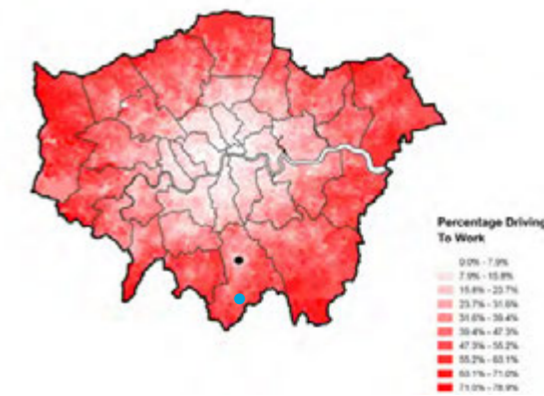 Percentage Driving
To Work
0.0% - 7.9%
7.9% - 15.8%
15.8% - 23.7%
23.7% - 31.6%
31.6% - 39.4%
39.4% - 47.3%
47.3% - 55.2%
55.2% - 63.1%
63.1% - 71.0%
71.0% - 78.9%